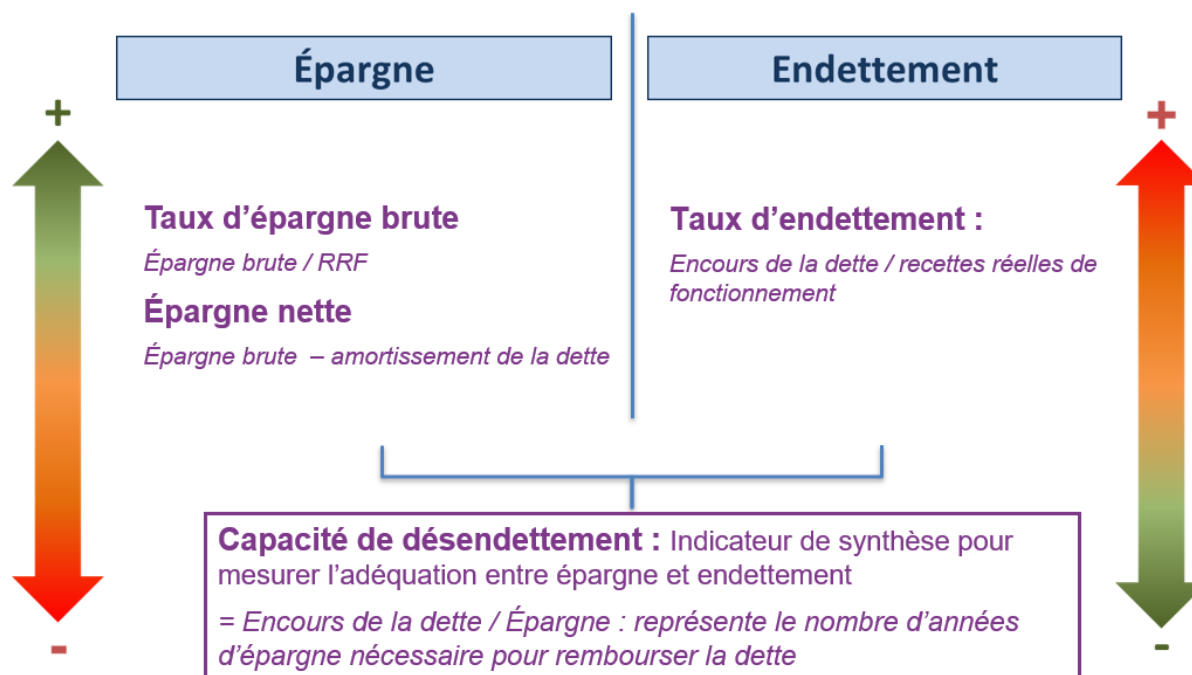 Épargne
Endettement
+
+
Taux d’épargne brute
Épargne brute / RRF
Épargne nette
Épargne brute – amortissement de la dette
Taux d’endettement :
Encours de la dette / recettes réelles de
fonctionnement
Capacité de désendettement : Indicateur de synthèse pour
mesurer l’adéquation entre épargne et endettement
= Encours de la dette / Épargne : représente le nombre d’années
d’épargne nécessaire pour rembourser la dette
-
-